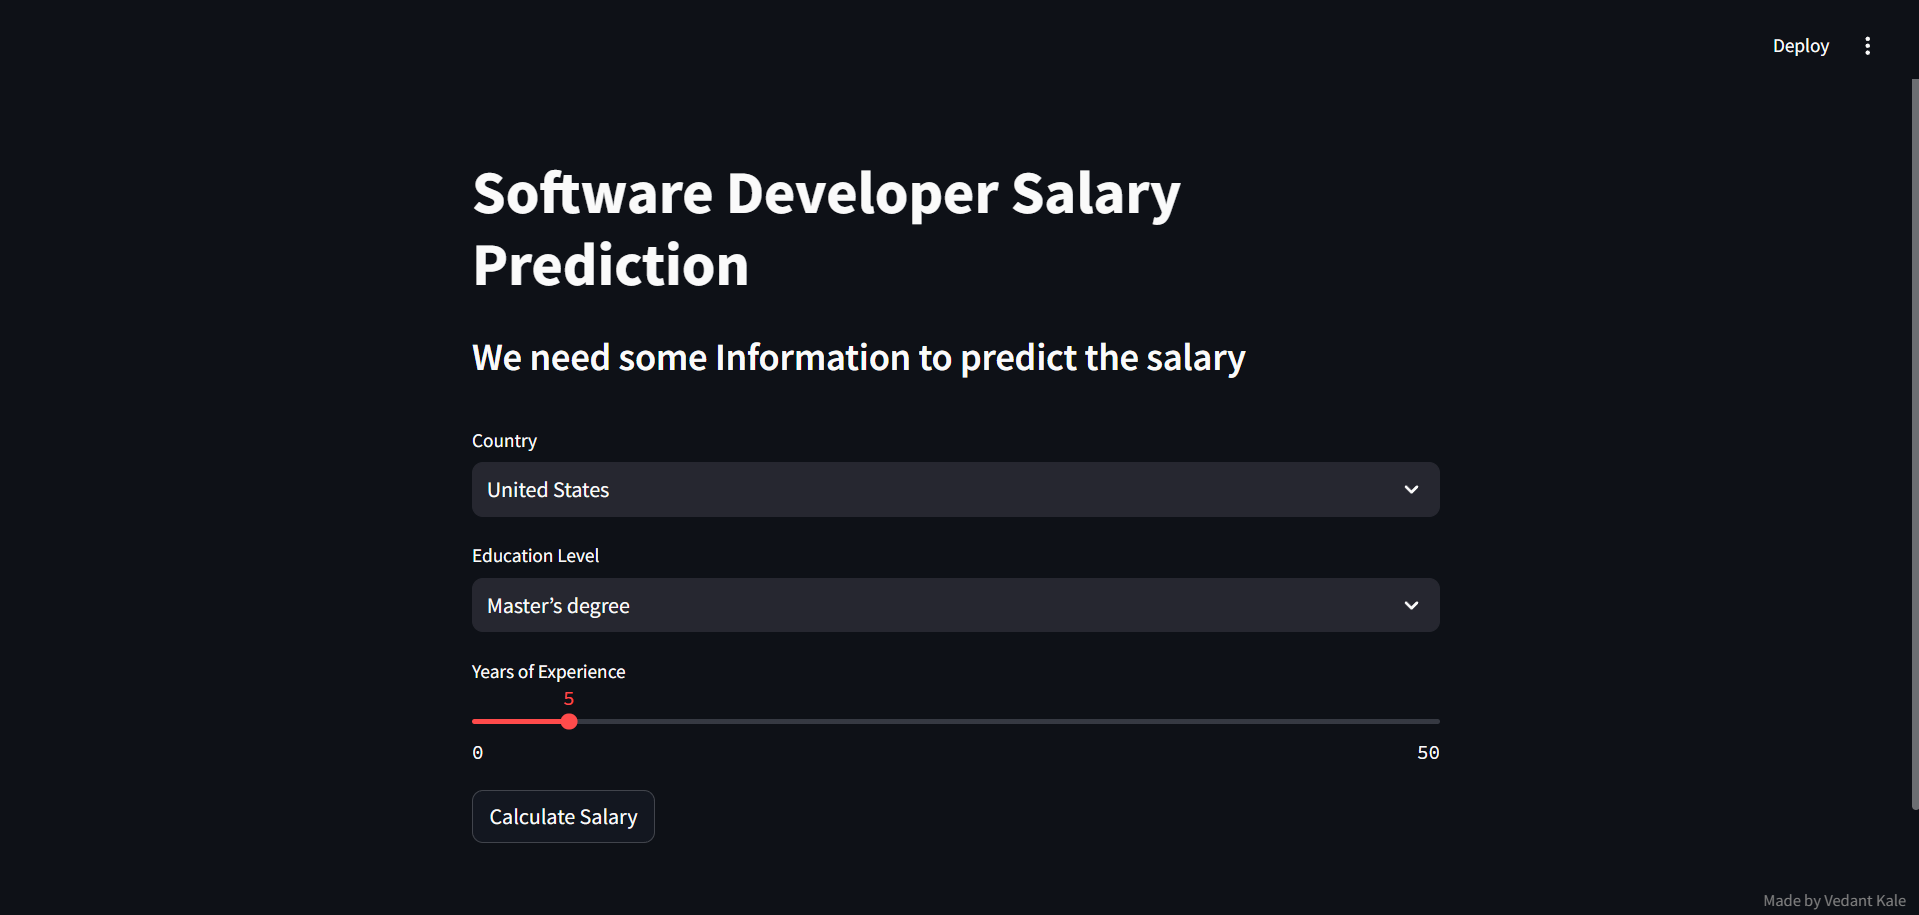 Deploy
Software Developer Salary
Prediction
We need some Information to predict the salary
Country
United States
Education Level
Master’s degree
Years of Experience
5
0
50
Calculate Salary
Made by Vedant Kale